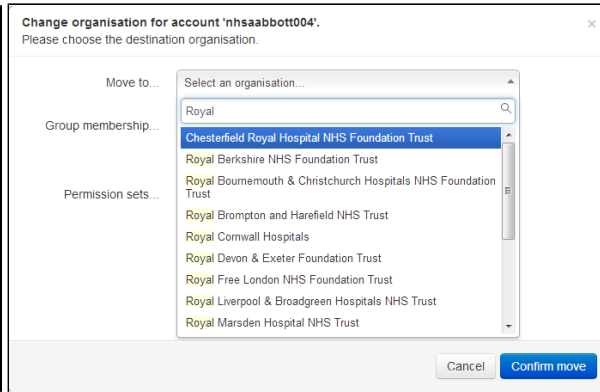 Change organisation for account 'nhsaabbott004'.
Please choose the destination organisation.
Move to...
Select an organisation...
Royal
Group membership...
Chesterfield Royal Hospital NHS Foundation Trust
Royal Berkshire NHS Foundation Trust
Royal Bournemouth & Christchurch Hospitals NHS Foundation
Trust
Permission sets...
Royal Brompton and Harefield NHS Trust
Royal Cornwall Hospitals
Royal Devon & Exeter Foundation Trust
Royal Free London NHS Foundation Trust
Royal Liverpool & Broadgreen Hospitals NHS Trust
Royal Marsden Hospital NHS Trust
Cancel
Confirm move